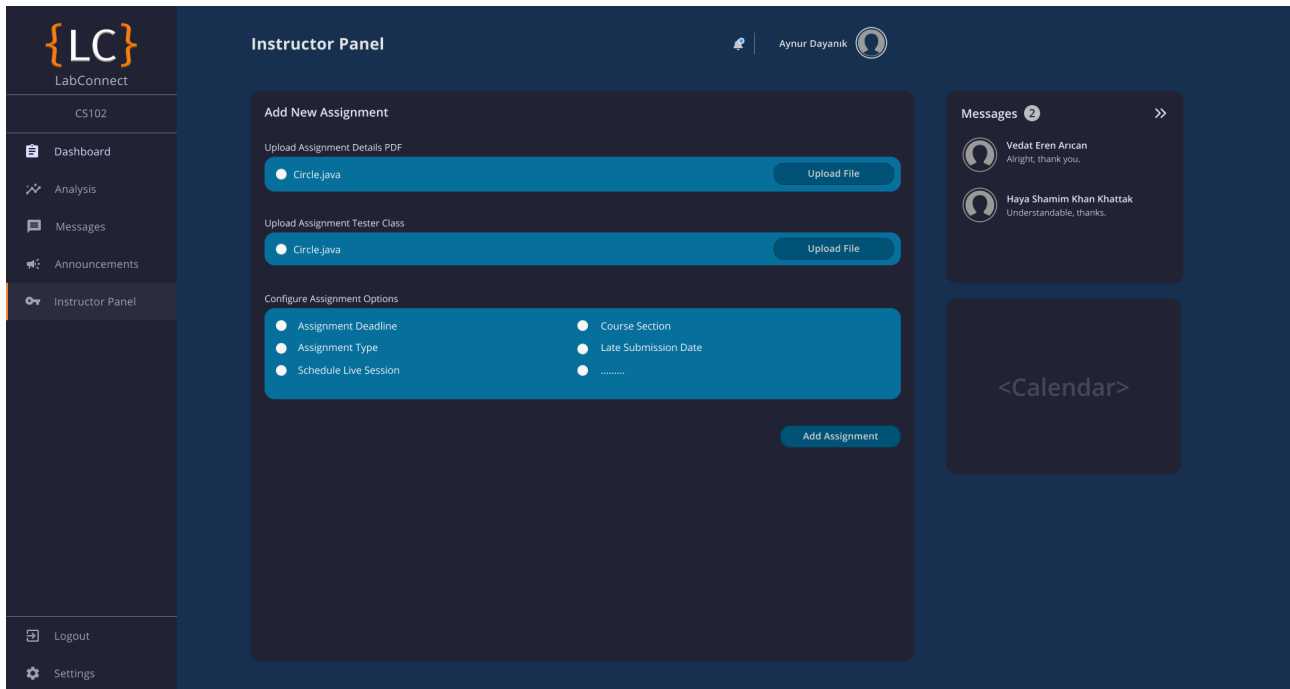 {LC}
LabConnect
CS102
Dashboard
Analysis
Messages
Announcements
Instructor Panel
Logout
Settings
Instructor Panel
Aynur Dayanık
Add New Assignment
Upload Assignment Details PDF
Circle.java
Upload File
Upload Assignment Tester Class
Circle.java
Upload File
Configure Assignment Options
Assignment Deadline
Course Section
Assignment Type
Late Submission Date
Schedule Live Session
.........
Add Assignment
Messages 2
Vedat Eren Arıcan
Alright, thank you.
Haya Shamim Khan Khattak
Understandable, thanks.
<Calendar>